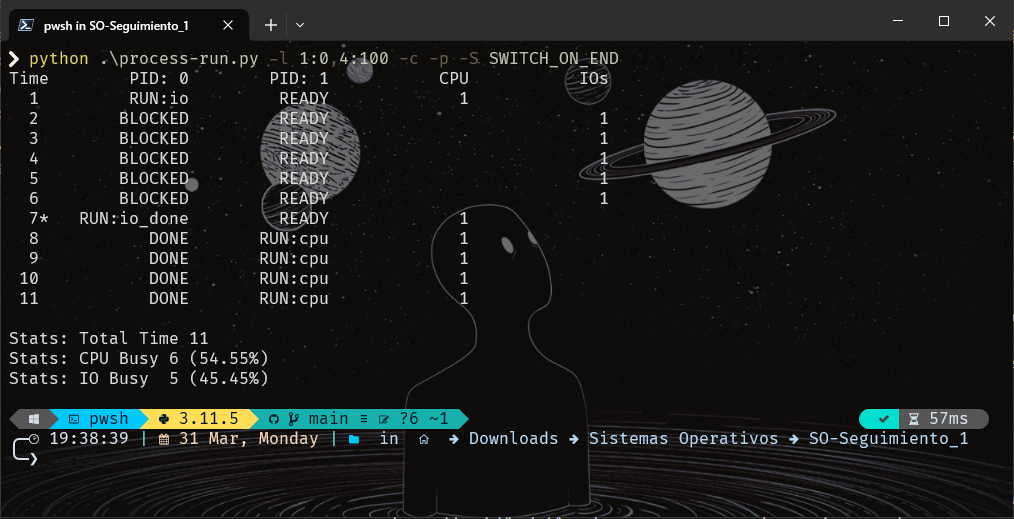 pwsh in SO-Seguimiento_1
python .\process-run.py -l 1:0,4:100 -c -p -S SWITCH_ON_END
Time PID: 0 PID: 1 CPU IOs
1 RUN:io READY 1
2 BLOCKED READY 1
3 BLOCKED READY 1
4 BLOCKED READY 1
5 BLOCKED READY 1
6 BLOCKED READY 1
7* RUN:io_done READY 1
8 DONE RUN:cpu 1
9 DONE RUN:cpu 1
10 DONE RUN:cpu 1
11 DONE RUN:cpu 1
Stats: Total Time 11
Stats: CPU Busy 6 (54.55%)
Stats: IO Busy 5 (45.45%)
pwsh 3.11.5 main ≡ ?6 ~1 57ms
19:38:39 | 31 Mar, Monday | in → Downloads → Sistemas Operativos → SO-Seguimiento_1